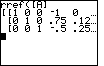 rref([A]
[[1 0 0 -1  0  …
 [0 1 0 .75 .12…
 [0 0 1 -.5 .25…